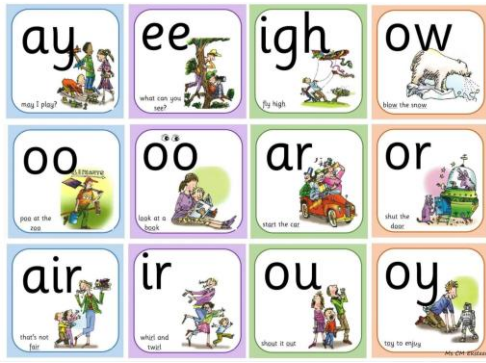 ay
may I play?
ee
what can you
see?
igh
fly high
ow
blow the snow
oo
poo at the
zoo
oo
look at a
book
ar
start the car
or
shut the
door
air
that's not
fair
ir
whirl and
twirl
ou
shout it out
oy
toy to enjoy
Ms CM